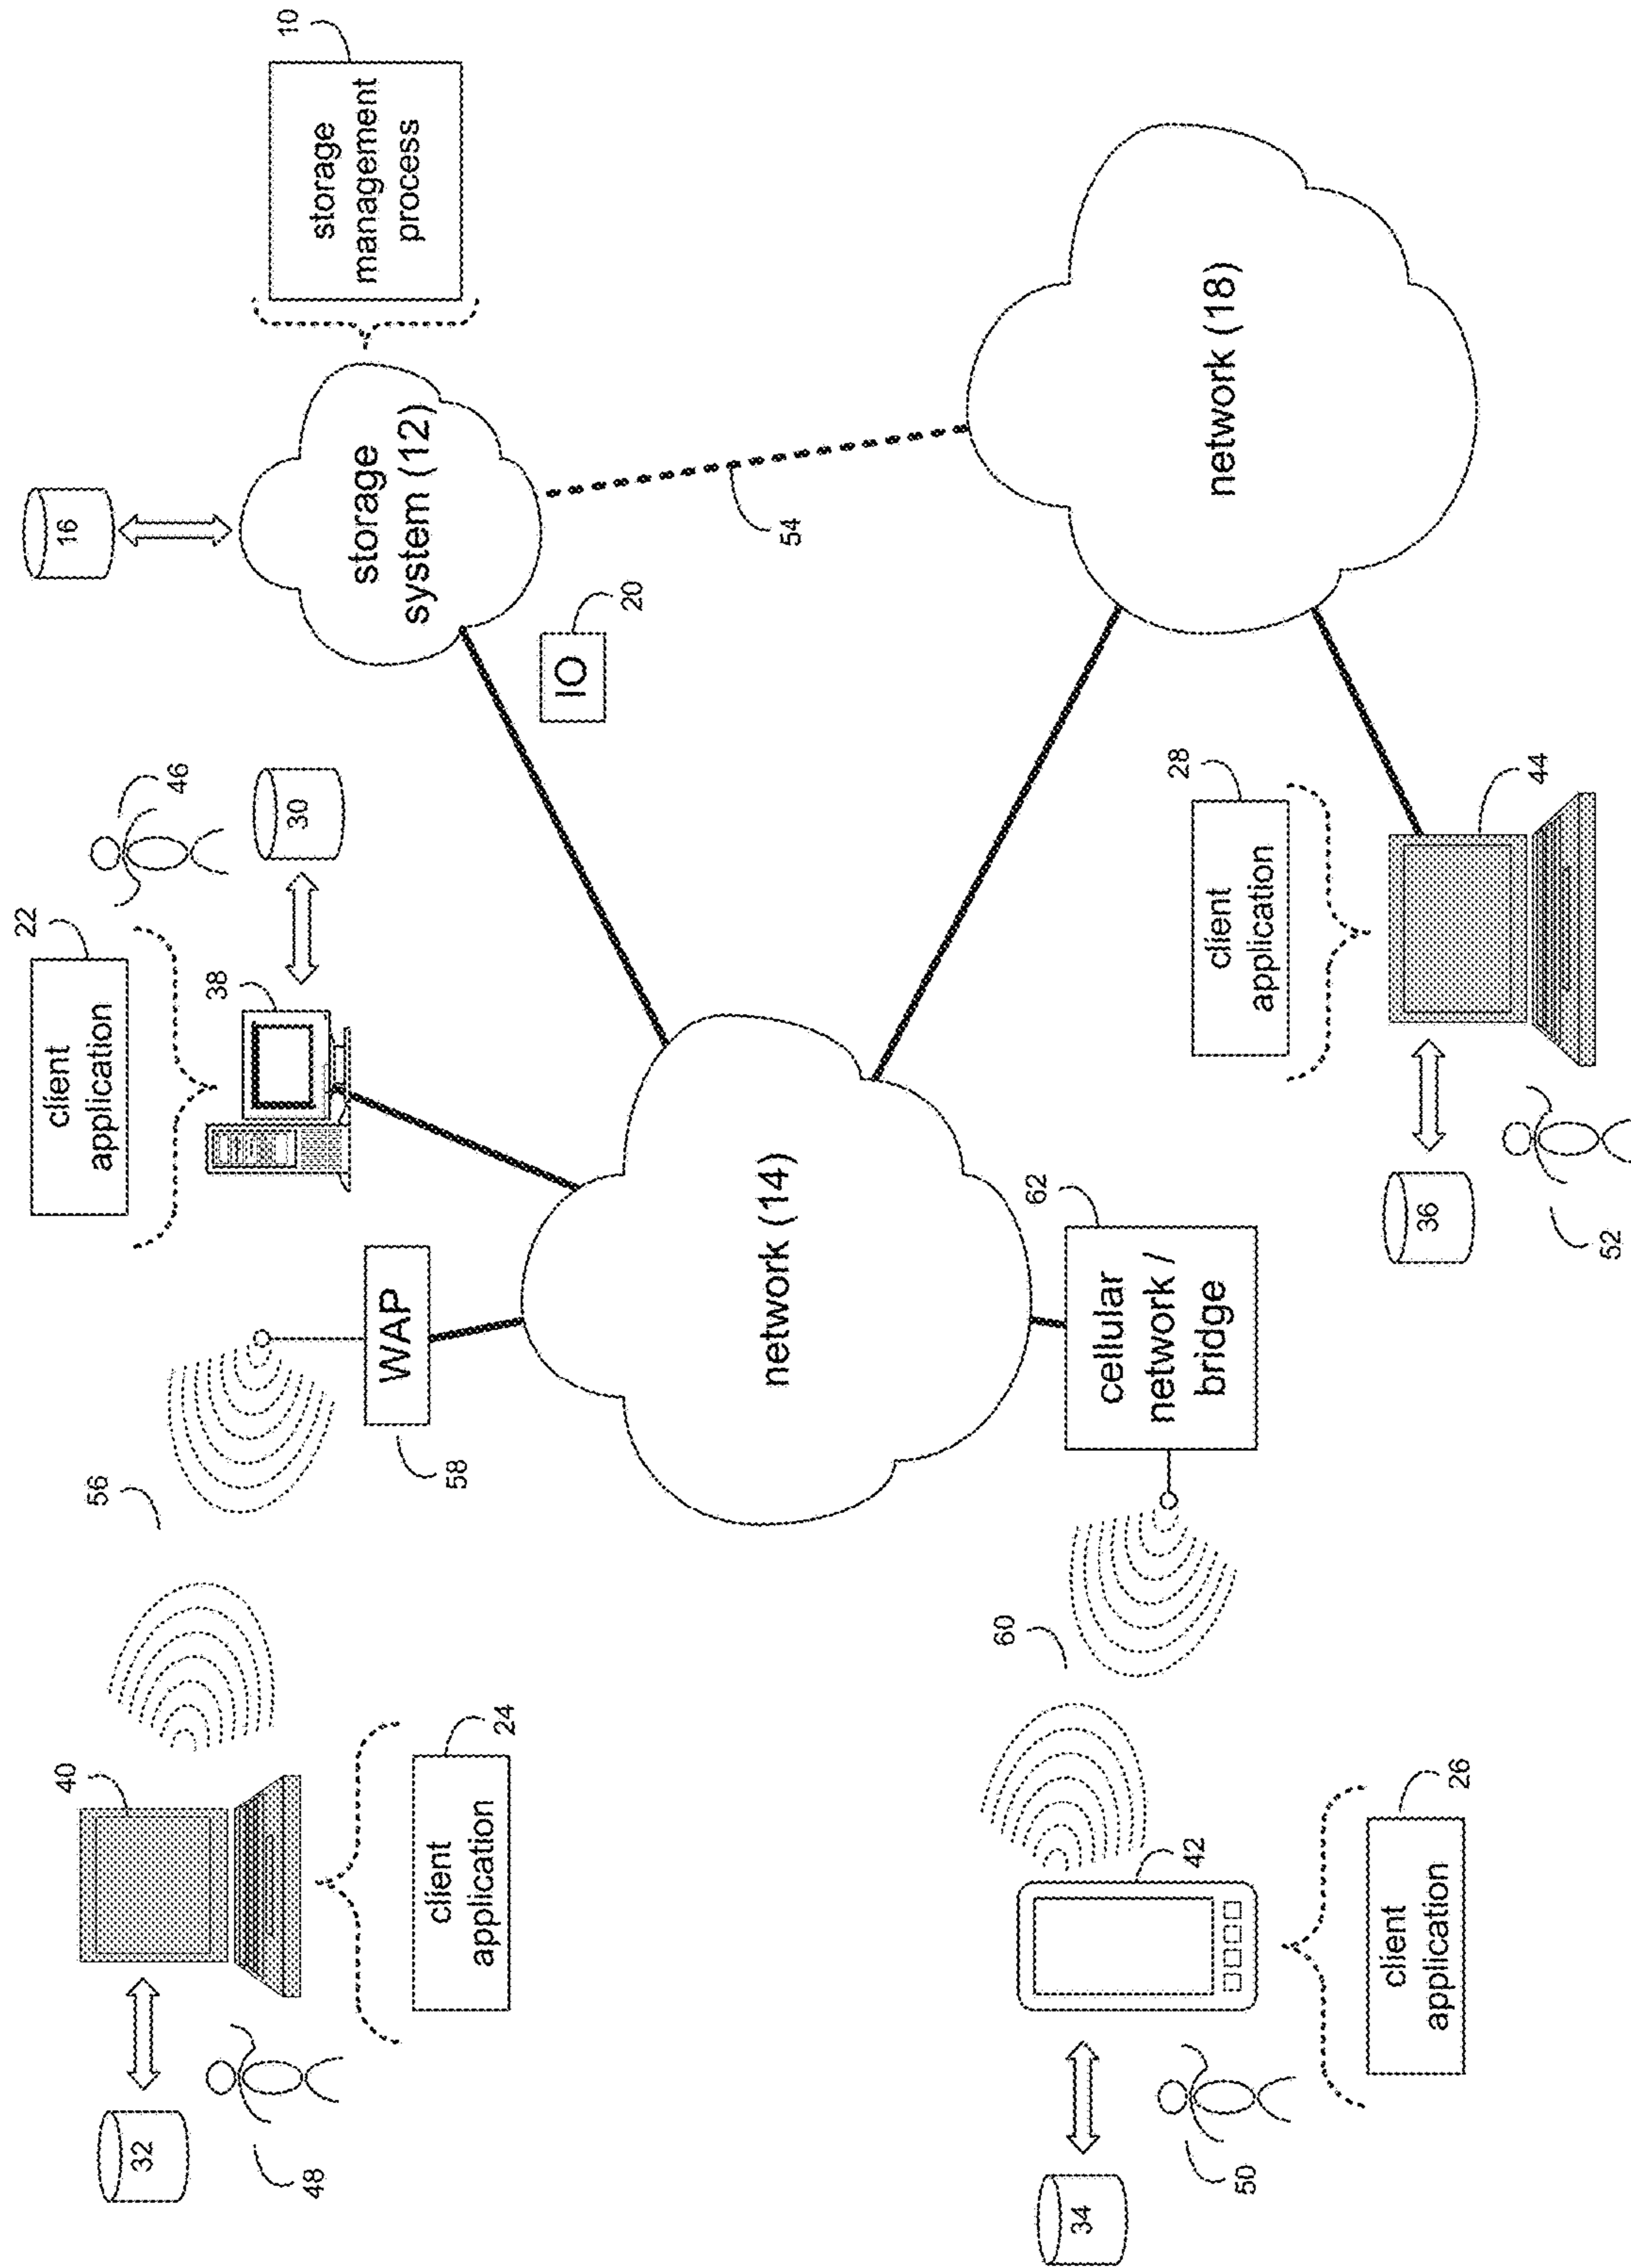 32
48
40
client
application
24
56
WAP
58
client
application
22
38
46
30
16
storage
system (12)
storage
management
process
10
IO
20
54
network (14)
network (18)
34
50
42
client
application
26
60
cellular
network /
bridge
62
36
52
client
application
28
44